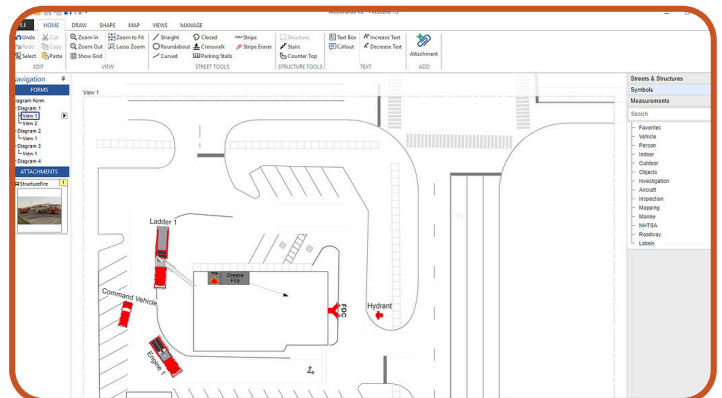 HOME DRAW SHAPE MAP VIEWS MANAGE
Undo Cut
Redo Copy
Select Paste
EDIT
Zoom In Zoom to Fit
Zoom Out Lasso Zoom
Show Grid
VIEW
Straight Closed Stripe
Roundabout Crosswalk Stripe Eraser
Curved Parking Stalls
STREET TOOLS
Structure
Stairs
Counter Top
STRUCTURE TOOLS
Text Box Increase Text
Callout Decrease Text
TEXT
Attachment
ADD
Navigation
FORMS
Diagram Form
Diagram 1
View 1
View 2
Diagram 2
View 1
Diagram 3
View 1
Diagram 4
ATTACHMENTS
StructureFire 1
View 1
Ladder 1
Grease
Fire
Command Vehicle
Engine 1
FDC
Hydrant
Streets & Structures
Symbols
Measurements
Search
Favorites
Vehicle
Person
Indoor
Outdoor
Objects
Investigation
Aircraft
Inspection
Mapping
Marine
NHTSA
Roadway
Labels